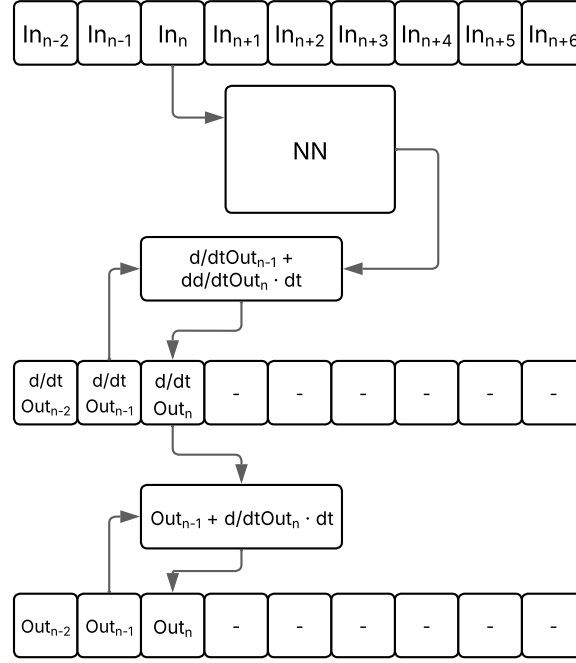 In_n-2 In_n-1 In_n In_n+1 In_n+2 In_n+3 In_n+4 In_n+5 In_n+6
NN
d/dtOut_n-1 +
dd/dtOut_n · dt
d/dt d/dt d/dt
Out_n-2 Out_n-1 Out_n - - - - - -
Out_n-1 + d/dtOut_n · dt
Out_n-2 Out_n-1 Out_n - - - - - -